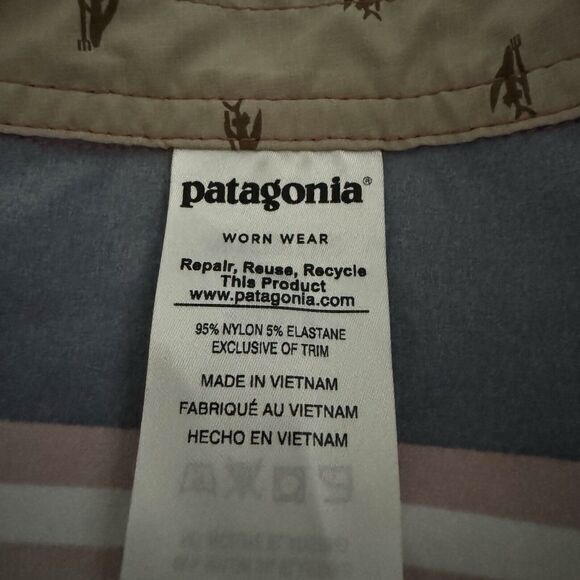 patagonia®
WORN WEAR
Repair, Reuse, Recycle
This Product
www.patagonia.com
95% NYLON 5% ELASTANE
EXCLUSIVE OF TRIM
MADE IN VIETNAM
FABRIQUÉ AU VIETNAM
HECHO EN VIETNAM